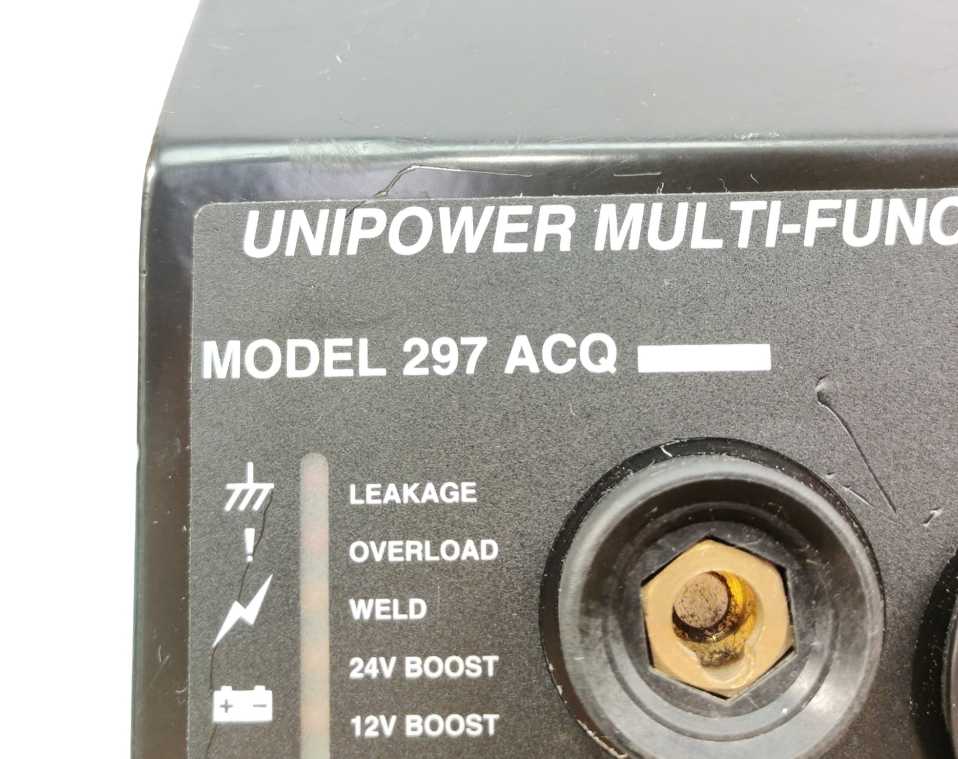 UNIPOWER MULTI-FUNC
MODEL 297 ACQ
LEAKAGE
OVERLOAD
WELD
24V BOOST
12V BOOST